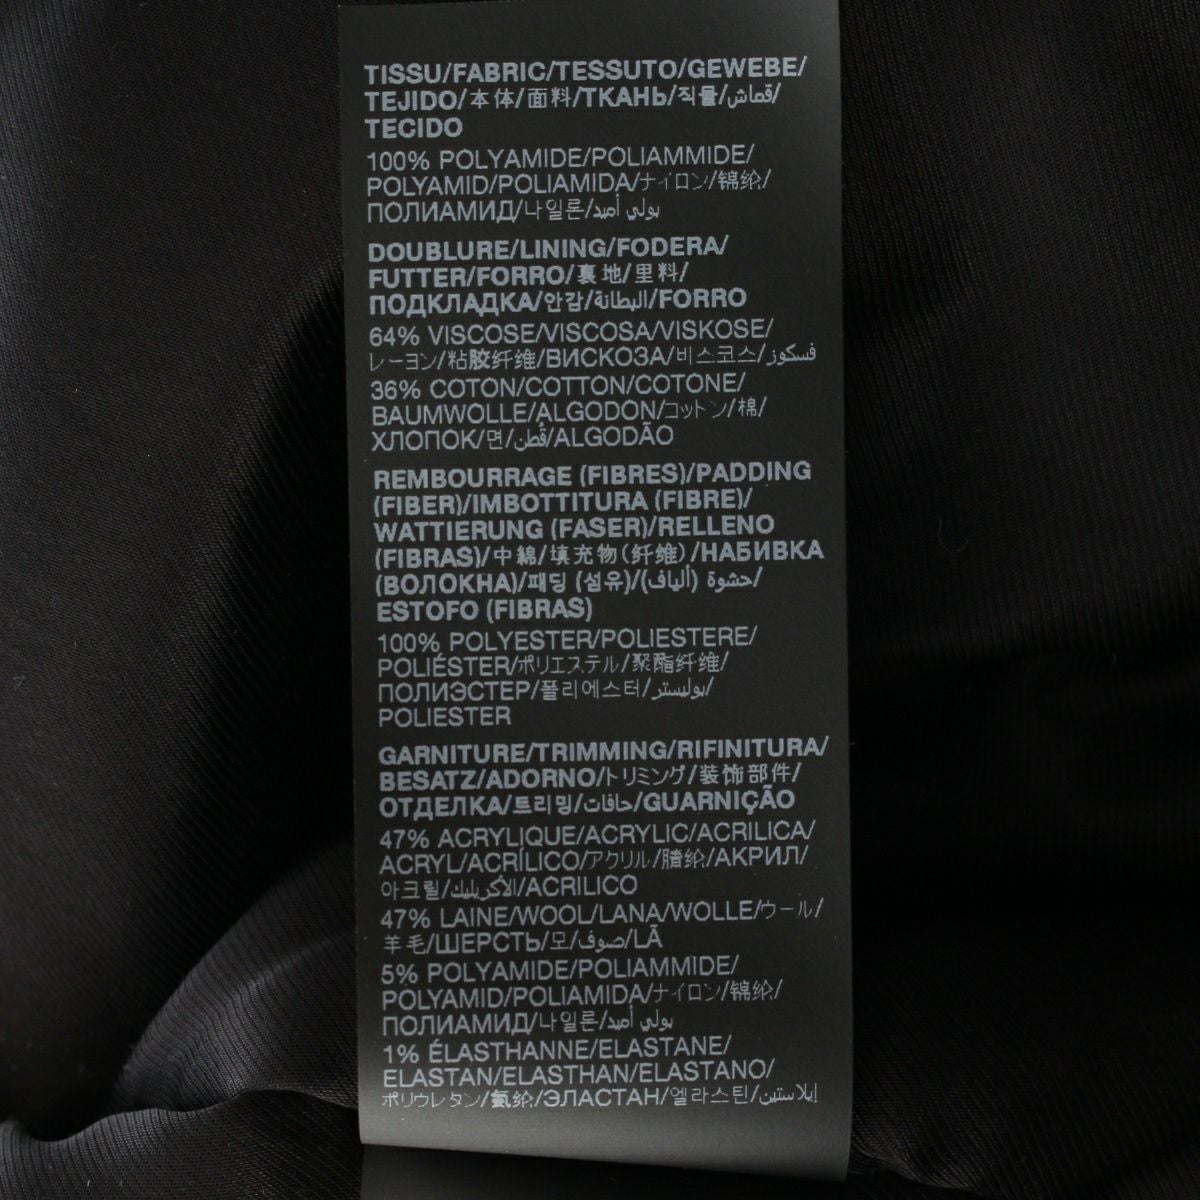 TISSU/FABRIC/TESSUTO/GEWEBE/
TEJIDO/本体/面料/ТКАНЬ/직물/قماش/
TECIDO
100% POLYAMIDE/POLIAMMIDE/
POLYAMID/POLIAMIDA/ナイロン/锦纶/
ПОЛИАМИД/나일론/بولي أميد
DOUBLURE/LINING/FODERA/
FUTTER/FORRO/裏地/里料/
ПОДКЛАДКА/안감/البطانة/FORRO
64% VISCOSE/VISCOSA/VISKOSE/
レーヨン/粘胶纤维/ВИСКОЗА/비스코스/فسكوز
36% COTON/COTTON/COTONE/
BAUMWOLLE/ALGODON/コットン/棉/
ХЛОПОК/면/قُطن/ALGODÃO
REMBOURRAGE (FIBRES)/PADDING
(FIBER)/IMBOTTITURA (FIBRE)/
WATTIERUNG (FASER)/RELLENO
(FIBRAS)/中綿/填充物(纤维)/НАБИВКА
(ВОЛОКНА)/패딩 (섬유)/حشوة (ألياف)/
ESTOFO (FIBRAS)
100% POLYESTER/POLIESTERE/
POLIÉSTER/ポリエステル/聚酯纤维/
ПОЛИЭСТЕР/폴리에스터/بوليستر/
POLIESTER
GARNITURE/TRIMMING/RIFINITURA/
BESATZ/ADORNO/トリミング/装饰部件/
ОТДЕЛКА/트리밍/حافات/GUARNIÇÃO
47% ACRYLIQUE/ACRYLIC/ACRILICA/
ACRYL/ACRÍLICO/アクリル/腈纶/АКРИЛ/
아크릴/الأكريليك/ACRILICO
47% LAINE/WOOL/LANA/WOLLE/ウール/
羊毛/ШЕРСТЬ/모/صوف/LÃ
5% POLYAMIDE/POLIAMMIDE/
POLYAMID/POLIAMIDA/ナイロン/锦纶/
ПОЛИАМИД/나일론/بولي أميد
1% ÉLASTHANNE/ELASTANE/
ELASTAN/ELASTHAN/ELASTANO/
ポリウレタン/氨纶/ЭЛАСТАН/엘라스틴/إيلاستين